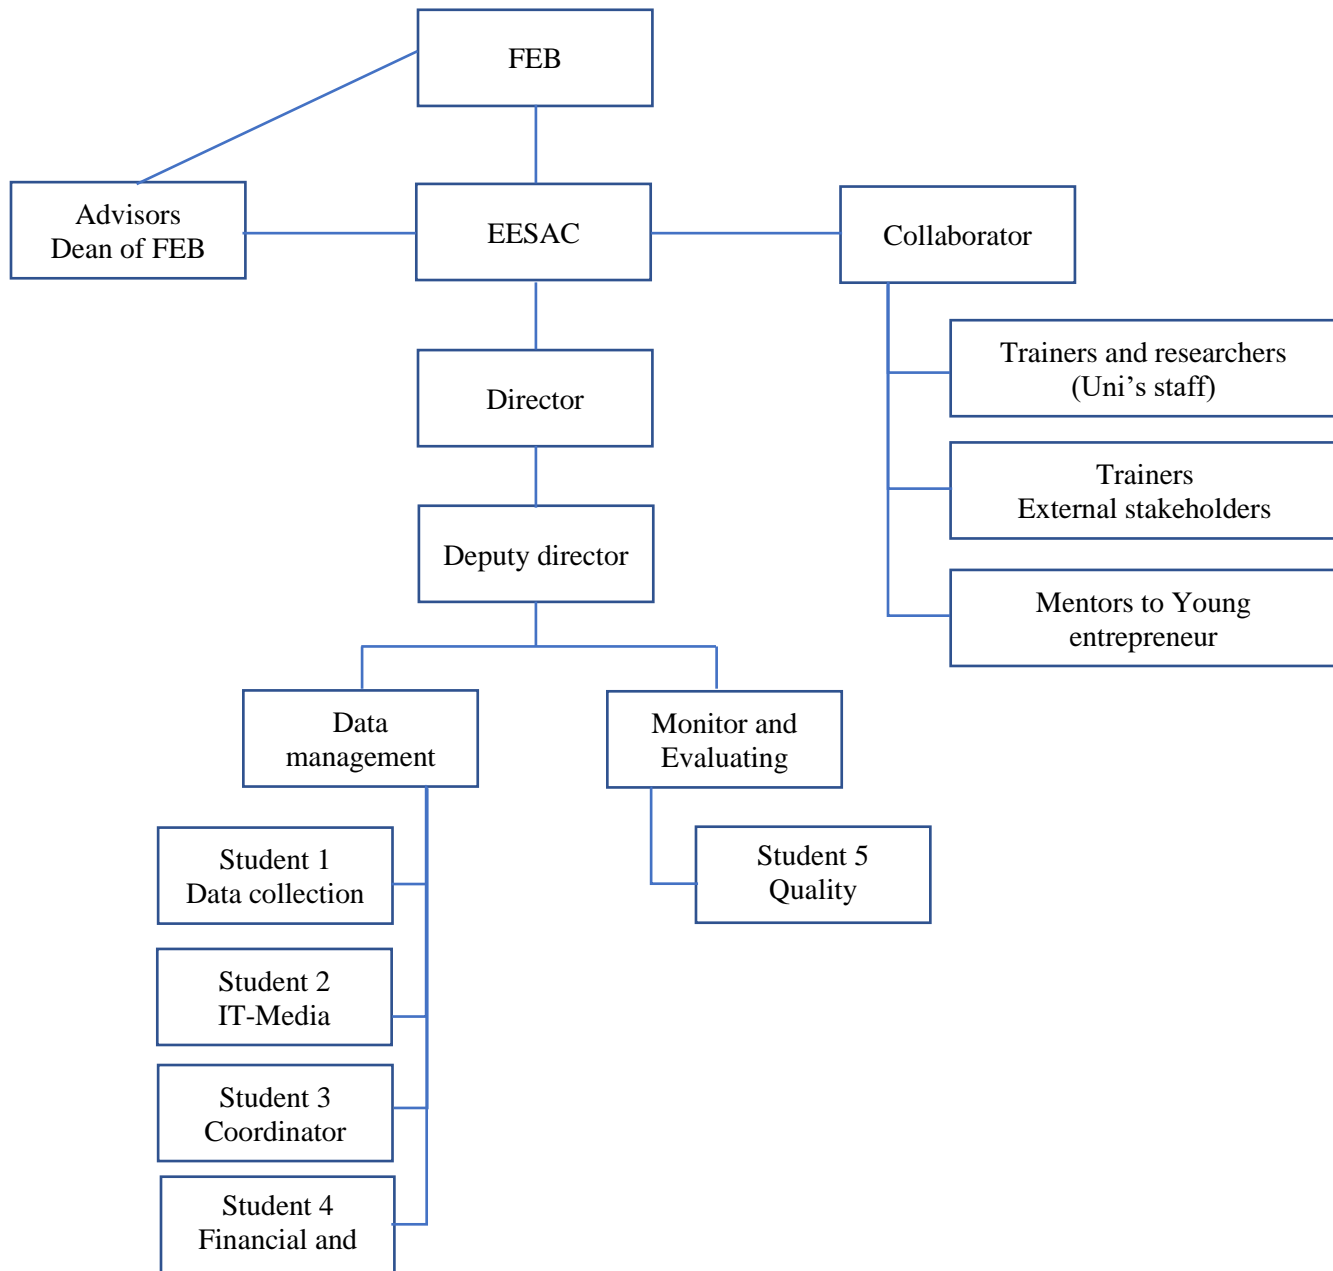 FEB
Advisors
Dean of FEB
EESAC
Collaborator
Trainers and researchers
(Uni's staff)
Director
Trainers
External stakeholders
Deputy director
Mentors to Young
entrepreneur
Data
management
Monitor and
Evaluating
Student 1
Data collection
Student 5
Quality
Student 2
IT-Media
Student 3
Coordinator
Student 4
Financial and